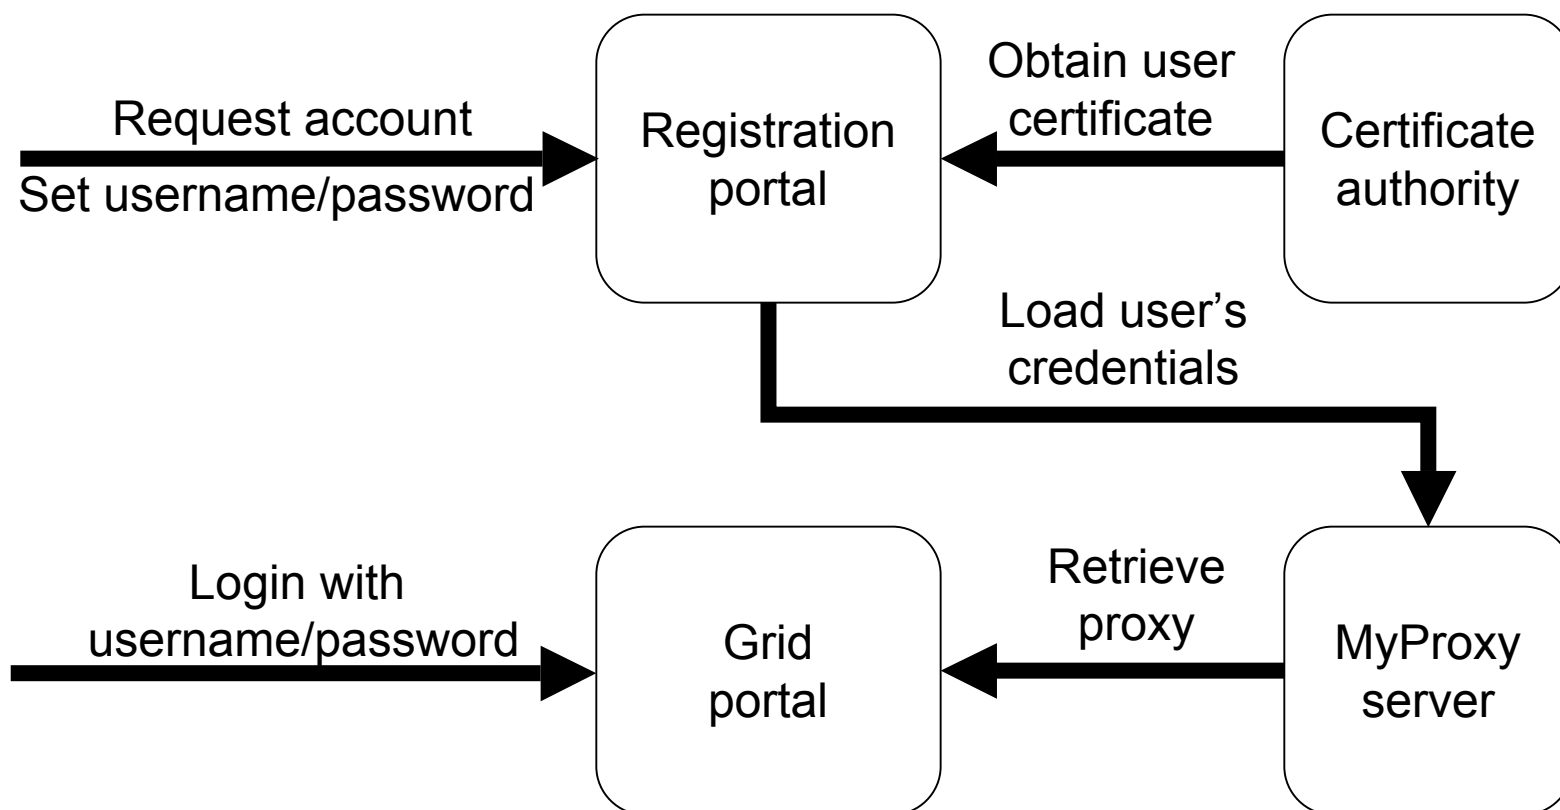 Request account
Set username/password
Registration
portal
Obtain user
certificate
Certificate
authority
Load user’s
credentials
Login with
username/password
Grid
portal
Retrieve
proxy
MyProxy
server